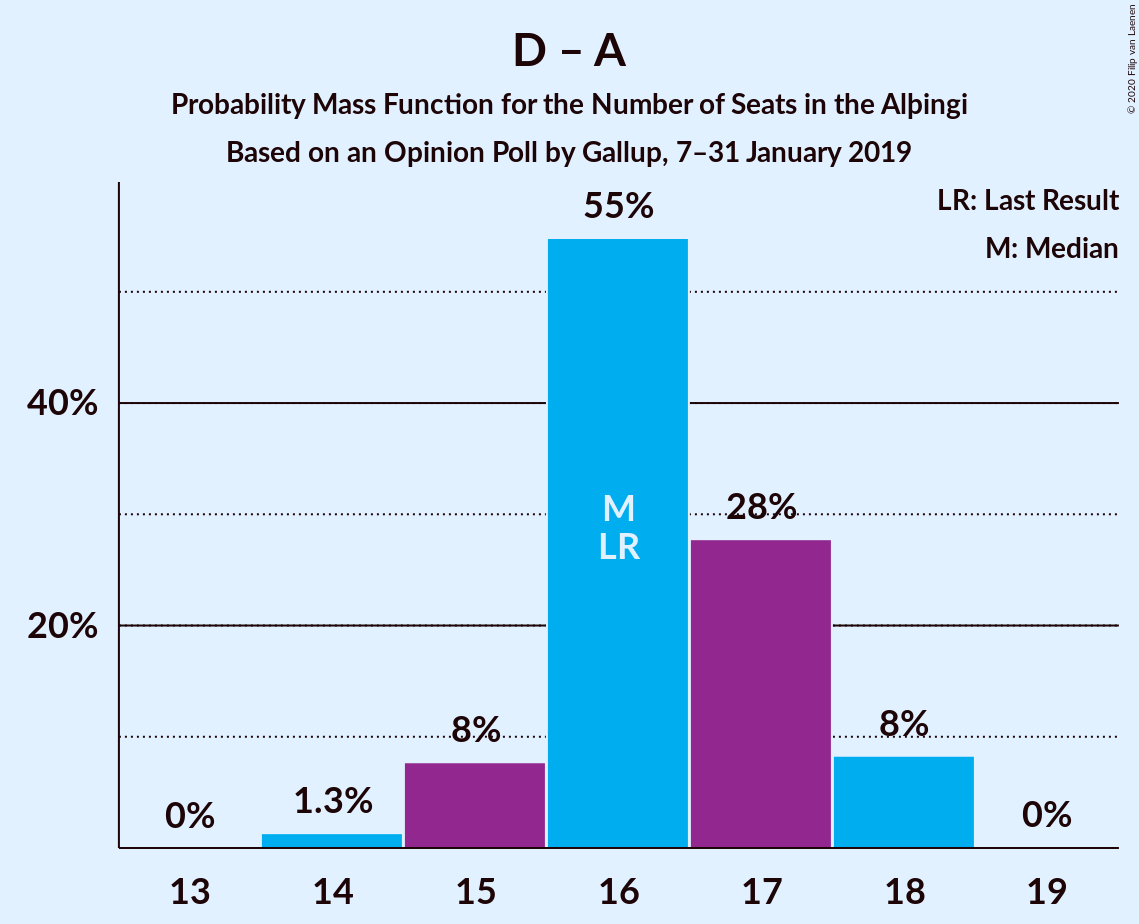 D – A
Probability Mass Function for the Number of Seats in the Alþingi
Based on an Opinion Poll by Gallup, 7–31 January 2019
© 2020 Filip van Laenen
LR: Last Result
M: Median
55%
40%
M
LR
28%
20%
8%
8%
1.3%
0%
0%
13 14 15 16 17 18 19